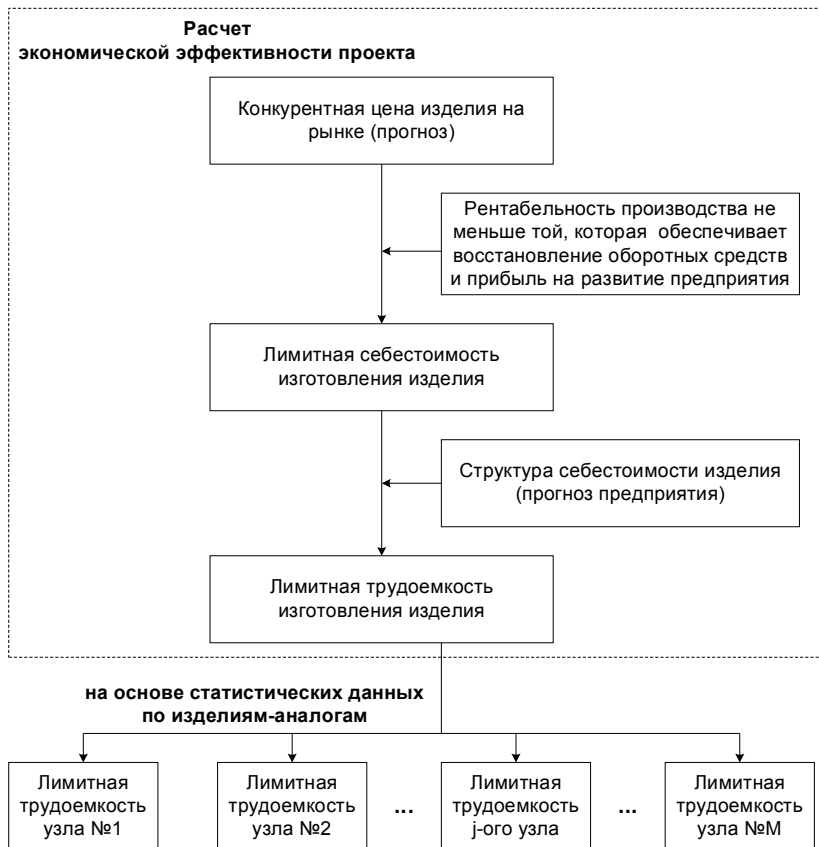 Расчет
экономической эффективности проекта
Конкурентная цена изделия на
рынке (прогноз)
Рентабельность производства не
меньше той, которая обеспечивает
восстановление оборотных средств
и прибыль на развитие предприятия
Лимитная себестоимость
изготовления изделия
Структура себестоимости изделия
(прогноз предприятия)
Лимитная трудоемкость
изготовления изделия
на основе статистических данных
по изделиям-аналогам
Лимитная
трудоемкость
узла №1
Лимитная
трудоемкость
узла №2
...
Лимитная
трудоемкость
j-ого узла
...
Лимитная
трудоемкость
узла №М